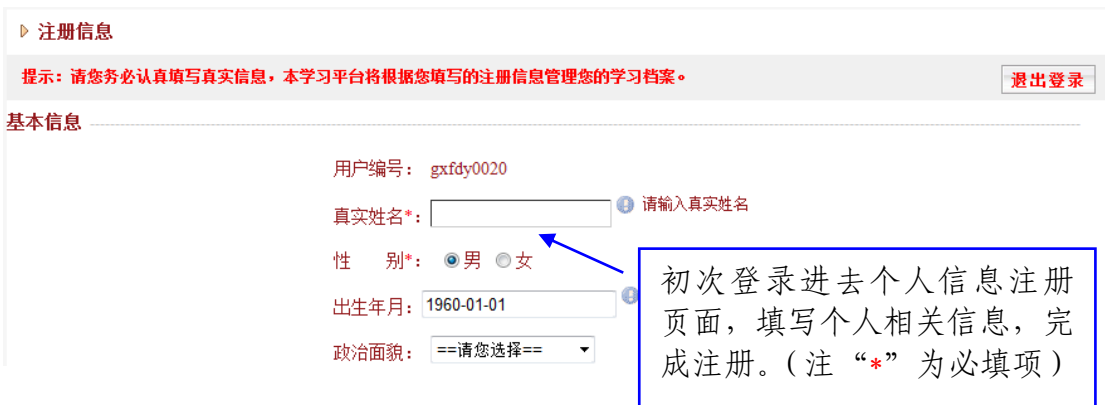 注册信息
提示：请您务必认真填写真实信息，本学习平台将根据您填写的注册信息管理您的学习档案。
退出登录
基本信息
用户编号： gxfdy0020
真实姓名*： 请输入真实姓名
性 别*： 男 女
出生年月： 1960-01-01
政治面貌： ==请您选择==
初次登录进去个人信息注册
页面，填写个人相关信息，完
成注册。（注“*”为必填项）